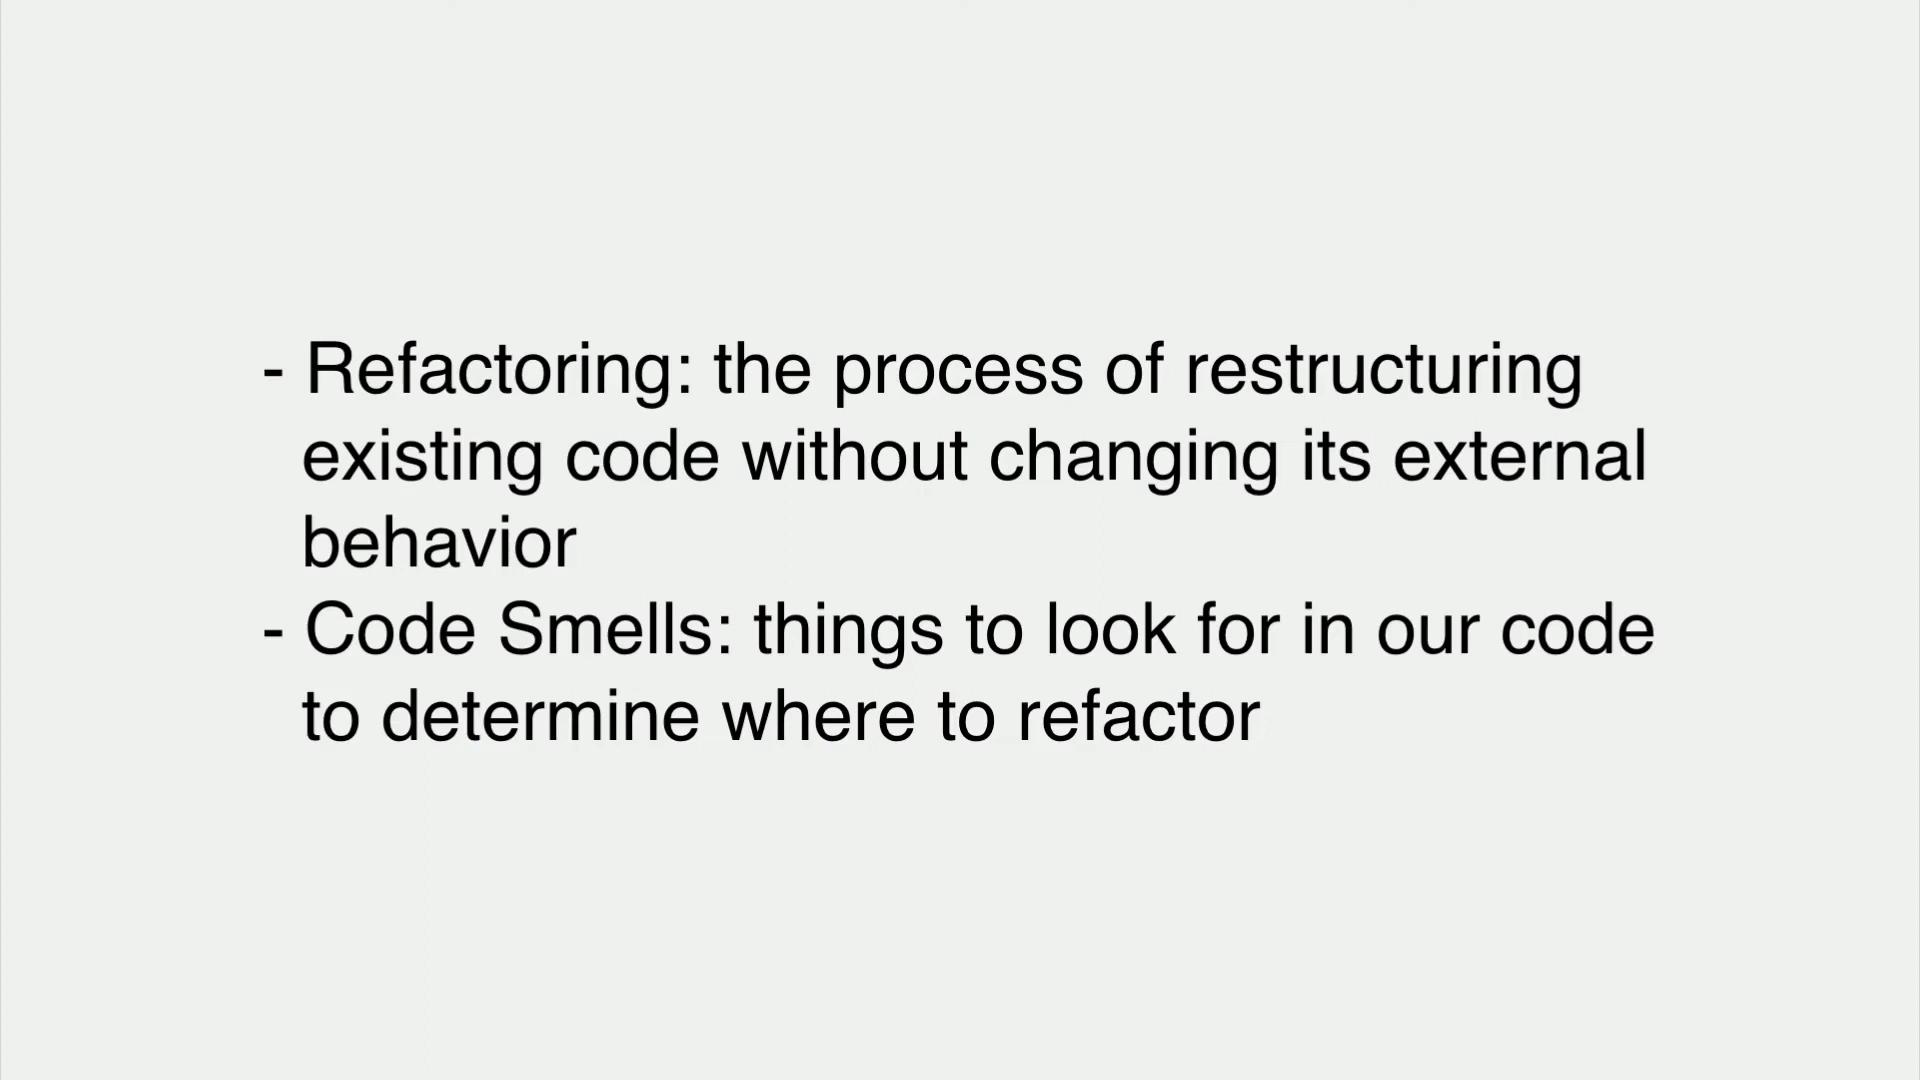 - Refactoring: the process of restructuring
existing code without changing its external
behavior
- Code Smells: things to look for in our code
to determine where to refactor